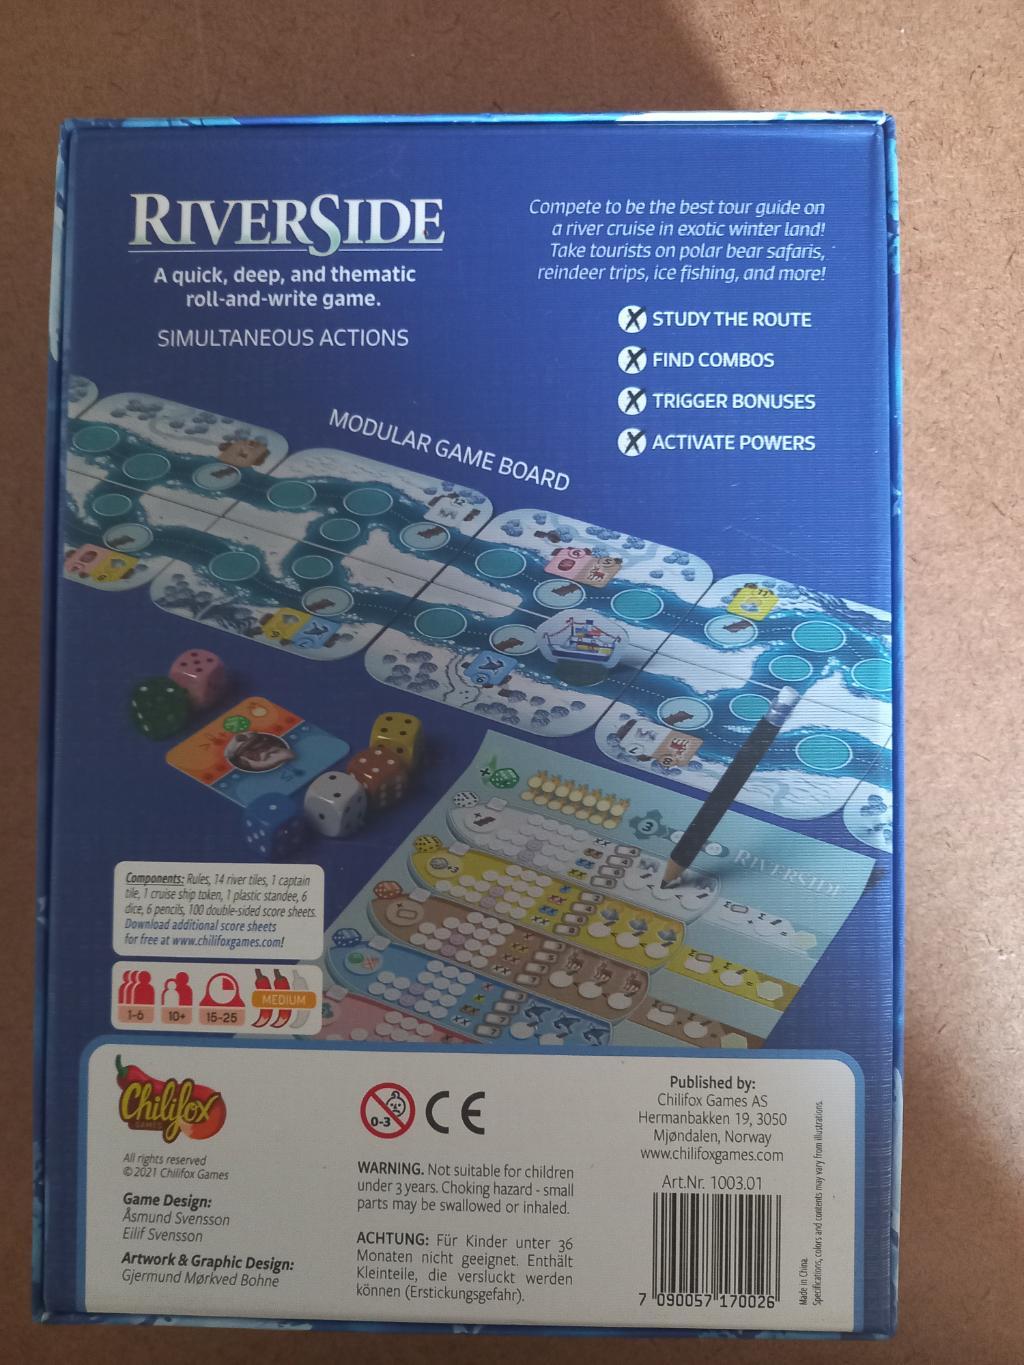 RIVERSIDE
A quick, deep, and thematic
roll-and-write game.
SIMULTANEOUS ACTIONS
Compete to be the best tour guide on
a river cruise in exotic winter land!
Take tourists on polar bear safaris,
reindeer trips, ice fishing, and more!
X STUDY THE ROUTE
X FIND COMBOS
X TRIGGER BONUSES
X ACTIVATE POWERS
MODULAR GAME BOARD
12
11
7
3
RIVERSIDE
+3
Components: Rules, 14 river tiles, 1 captain
tile, 1 cruise ship token, 1 plastic standee, 6
dice, 6 pencils, 100 double-sided score sheets.
Download additional score sheets
for free at www.chilifoxgames.com!
1-6 10+ 15-25 MEDIUM
Chilifox
GAMES
All rights reserved
©2021 Chilifox Games
Game Design:
Åsmund Svensson
Eilif Svensson
Artwork & Graphic Design:
Gjermund Mørkved Bohne
0-3 CE
WARNING. Not suitable for children
under 3 years. Choking hazard - small
parts may be swallowed or inhaled.
ACHTUNG: Für Kinder unter 36
Monaten nicht geeignet. Enthält
Kleinteile, die versluckt werden
können (Erstickungsgefahr).
Published by:
Chilifox Games AS
Hermanbakken 19, 3050
Mjøndalen, Norway
www.chilifoxgames.com
Art.Nr. 1003.01
7 090057 170026
Made in China.
Specifications, colors and contents may vary from illustrations.